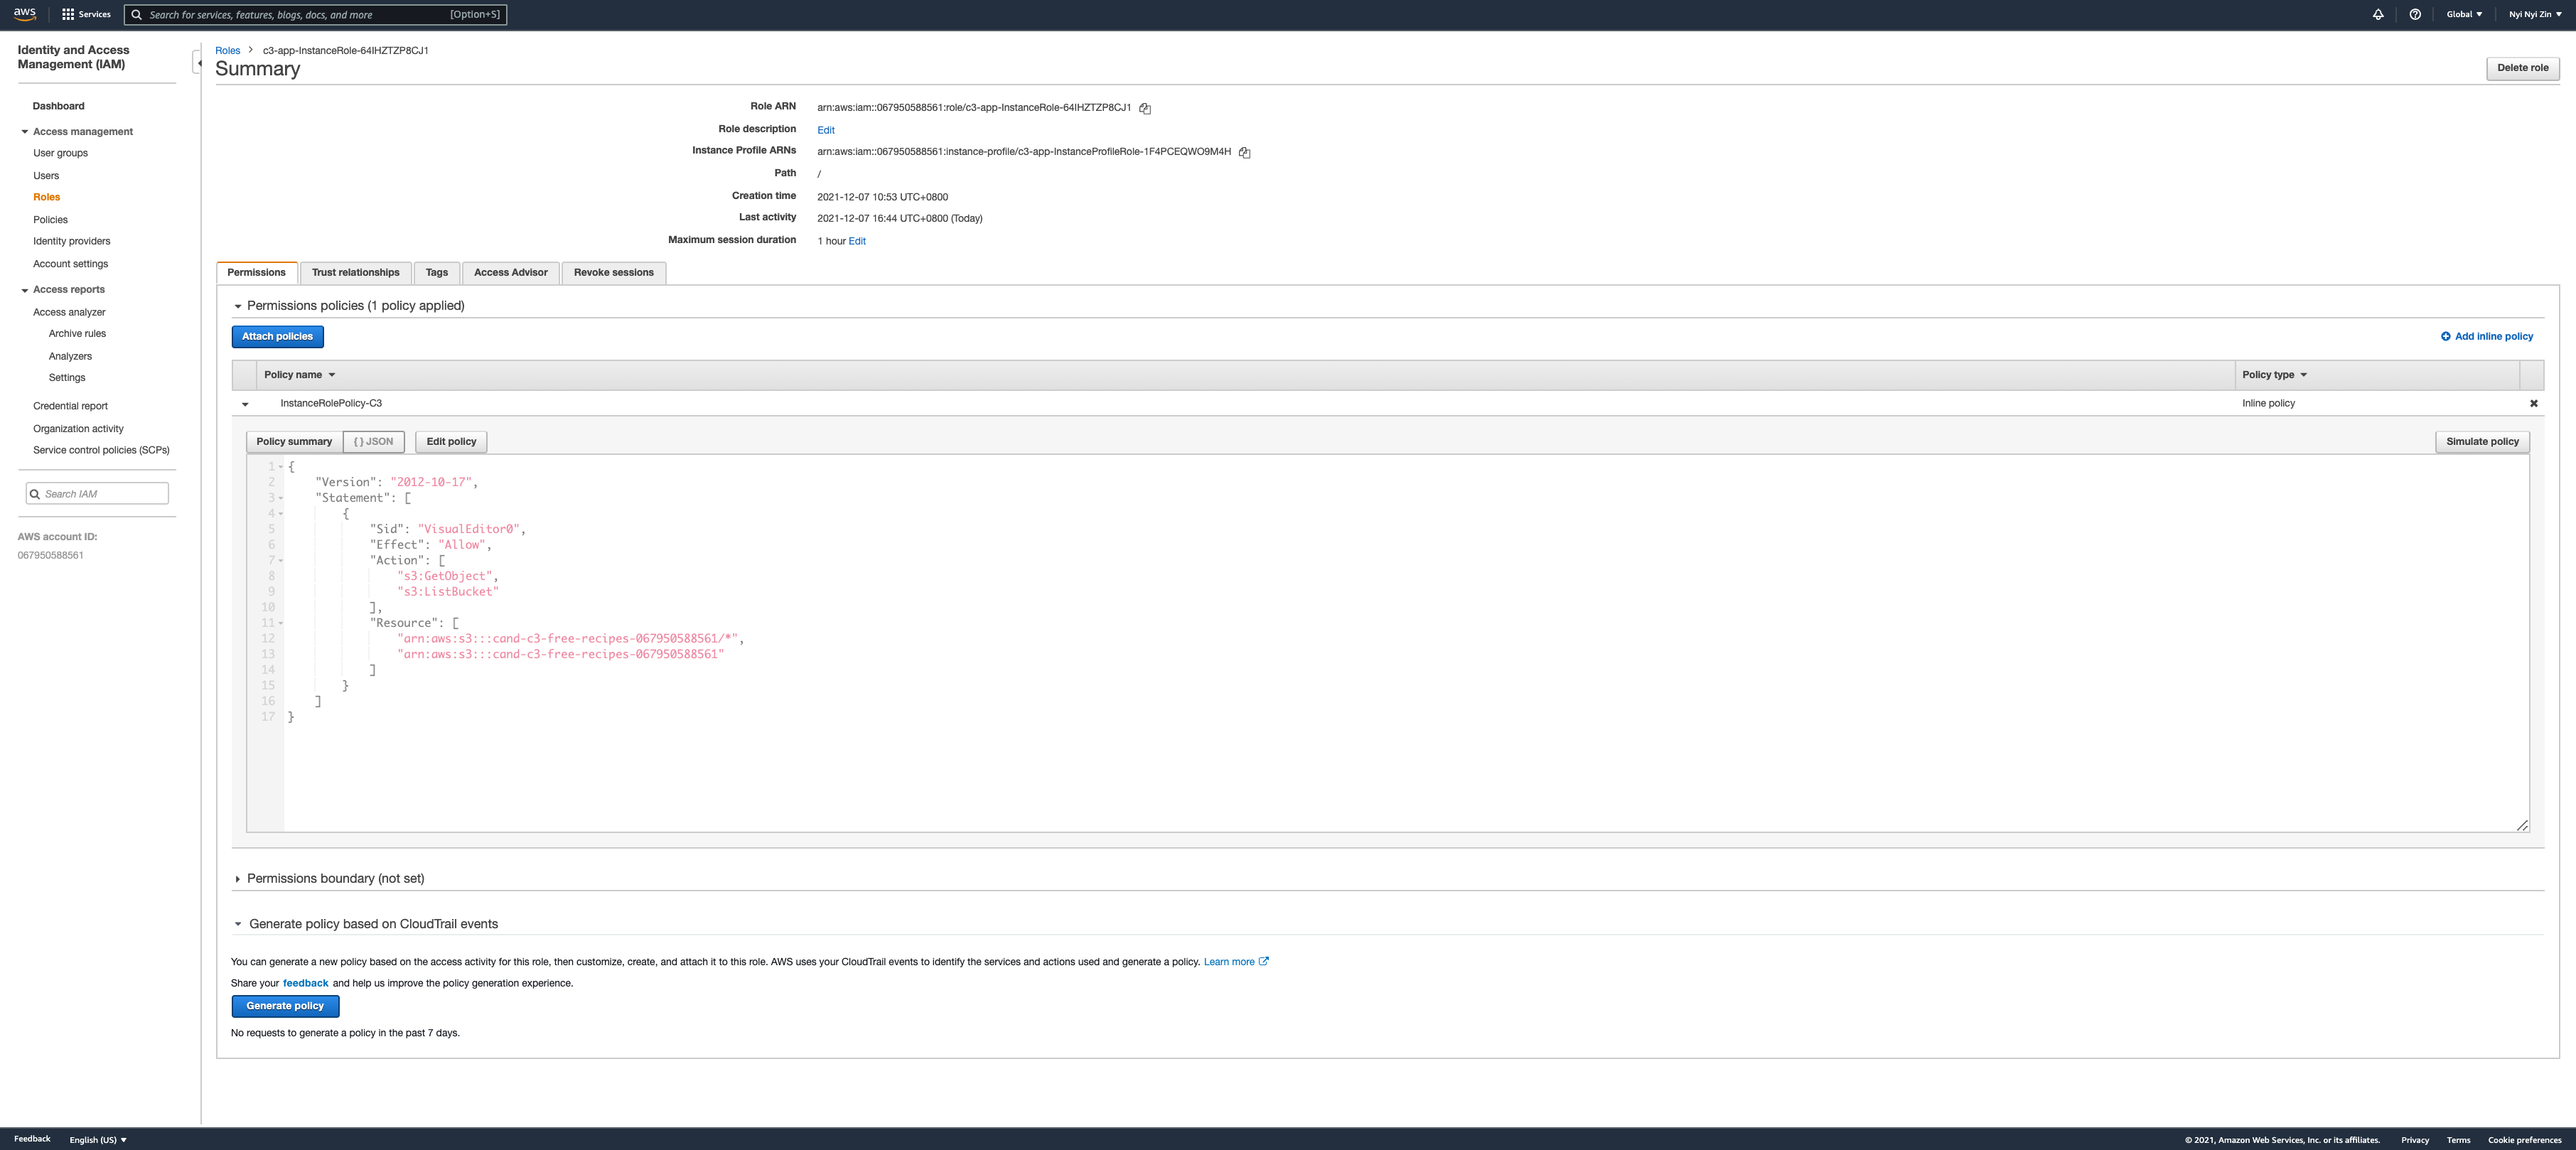 aws Services Search for services, features, blogs, docs, and more [Option+S] Global Nyi Nyi Zin
Identity and Access
Management (IAM)
Dashboard
Access management
User groups
Users
Roles
Policies
Identity providers
Account settings
Access reports
Access analyzer
Archive rules
Analyzers
Settings
Credential report
Organization activity
Service control policies (SCPs)
Search IAM
AWS account ID:
067950588561
Roles > c3-app-InstanceRole-64IHZTZP8CJ1
Summary
Delete role
Role ARN arn:aws:iam::067950588561:role/c3-app-InstanceRole-64IHZTZP8CJ1
Role description Edit
Instance Profile ARNs arn:aws:iam::067950588561:instance-profile/c3-app-InstanceProfileRole-1F4PCEQWO9M4H
Path /
Creation time 2021-12-07 10:53 UTC+0800
Last activity 2021-12-07 16:44 UTC+0800 (Today)
Maximum session duration 1 hour Edit
Permissions Trust relationships Tags Access Advisor Revoke sessions
Permissions policies (1 policy applied)
Attach policies Add inline policy
Policy name Policy type
InstanceRolePolicy-C3 Inline policy
Policy summary { } JSON Edit policy Simulate policy
1 {
2 "Version": "2012-10-17",
3 "Statement": [
4 {
5 "Sid": "VisualEditor0",
6 "Effect": "Allow",
7 "Action": [
8 "s3:GetObject",
9 "s3:ListBucket"
10 ],
11 "Resource": [
12 "arn:aws:s3:::cand-c3-free-recipes-067950588561/*",
13 "arn:aws:s3:::cand-c3-free-recipes-067950588561"
14 ]
15 }
16 ]
17 }
Permissions boundary (not set)
Generate policy based on CloudTrail events
You can generate a new policy based on the access activity for this role, then customize, create, and attach it to this role. AWS uses your CloudTrail events to identify the services and actions used and generate a policy. Learn more
Share your feedback and help us improve the policy generation experience.
Generate policy
No requests to generate a policy in the past 7 days.
Feedback English (US) © 2021, Amazon Web Services, Inc. or its affiliates. Privacy Terms Cookie preferences